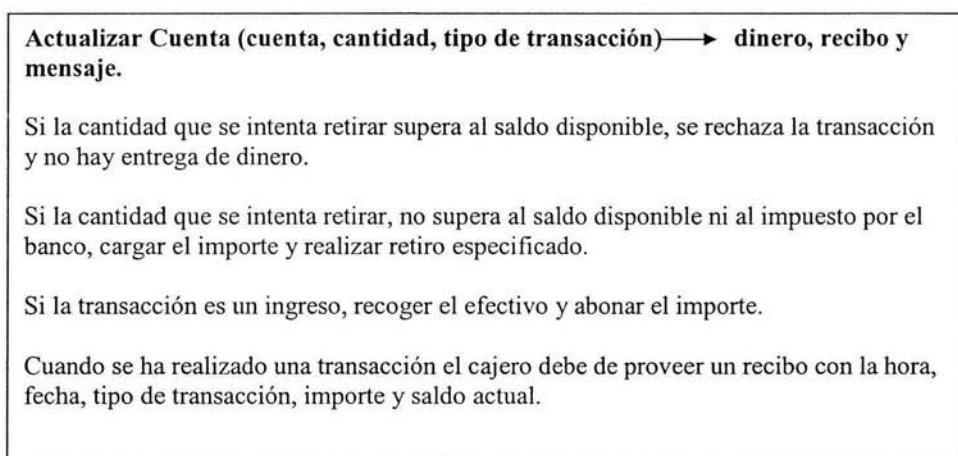 Actualizar Cuenta (cuenta, cantidad, tipo de transacción)⟶ dinero, recibo y
mensaje.
Si la cantidad que se intenta retirar supera al saldo disponible, se rechaza la transacción
y no hay entrega de dinero.
Si la cantidad que se intenta retirar, no supera al saldo disponible ni al impuesto por el
banco, cargar el importe y realizar retiro especificado.
Si la transacción es un ingreso, recoger el efectivo y abonar el importe.
Cuando se ha realizado una transacción el cajero debe de proveer un recibo con la hora,
fecha, tipo de transacción, importe y saldo actual.